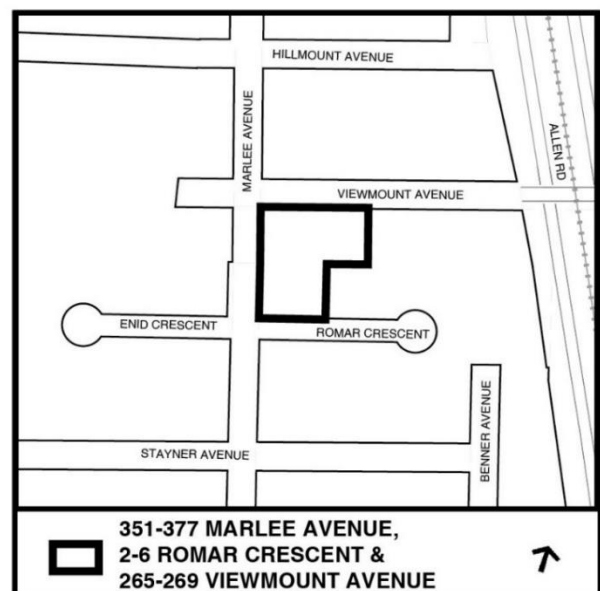 HILLMOUNT AVENUE
MARLEE AVENUE
ALLEN RD
VIEWMOUNT AVENUE
ENID CRESCENT
ROMAR CRESCENT
BENNER AVENUE
STAYNER AVENUE
351-377 MARLEE AVENUE,
2-6 ROMAR CRESCENT &
265-269 VIEWMOUNT AVENUE